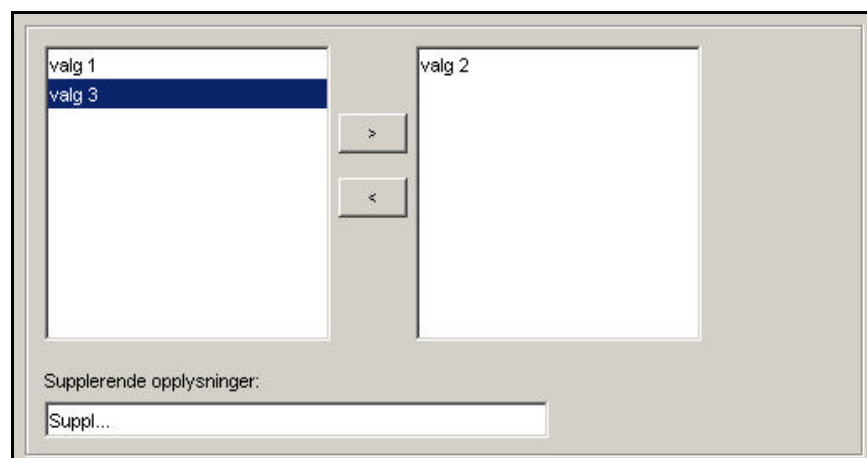 valg 1
valg 3
>
<
valg 2
Supplerende opplysninger:
Suppl...